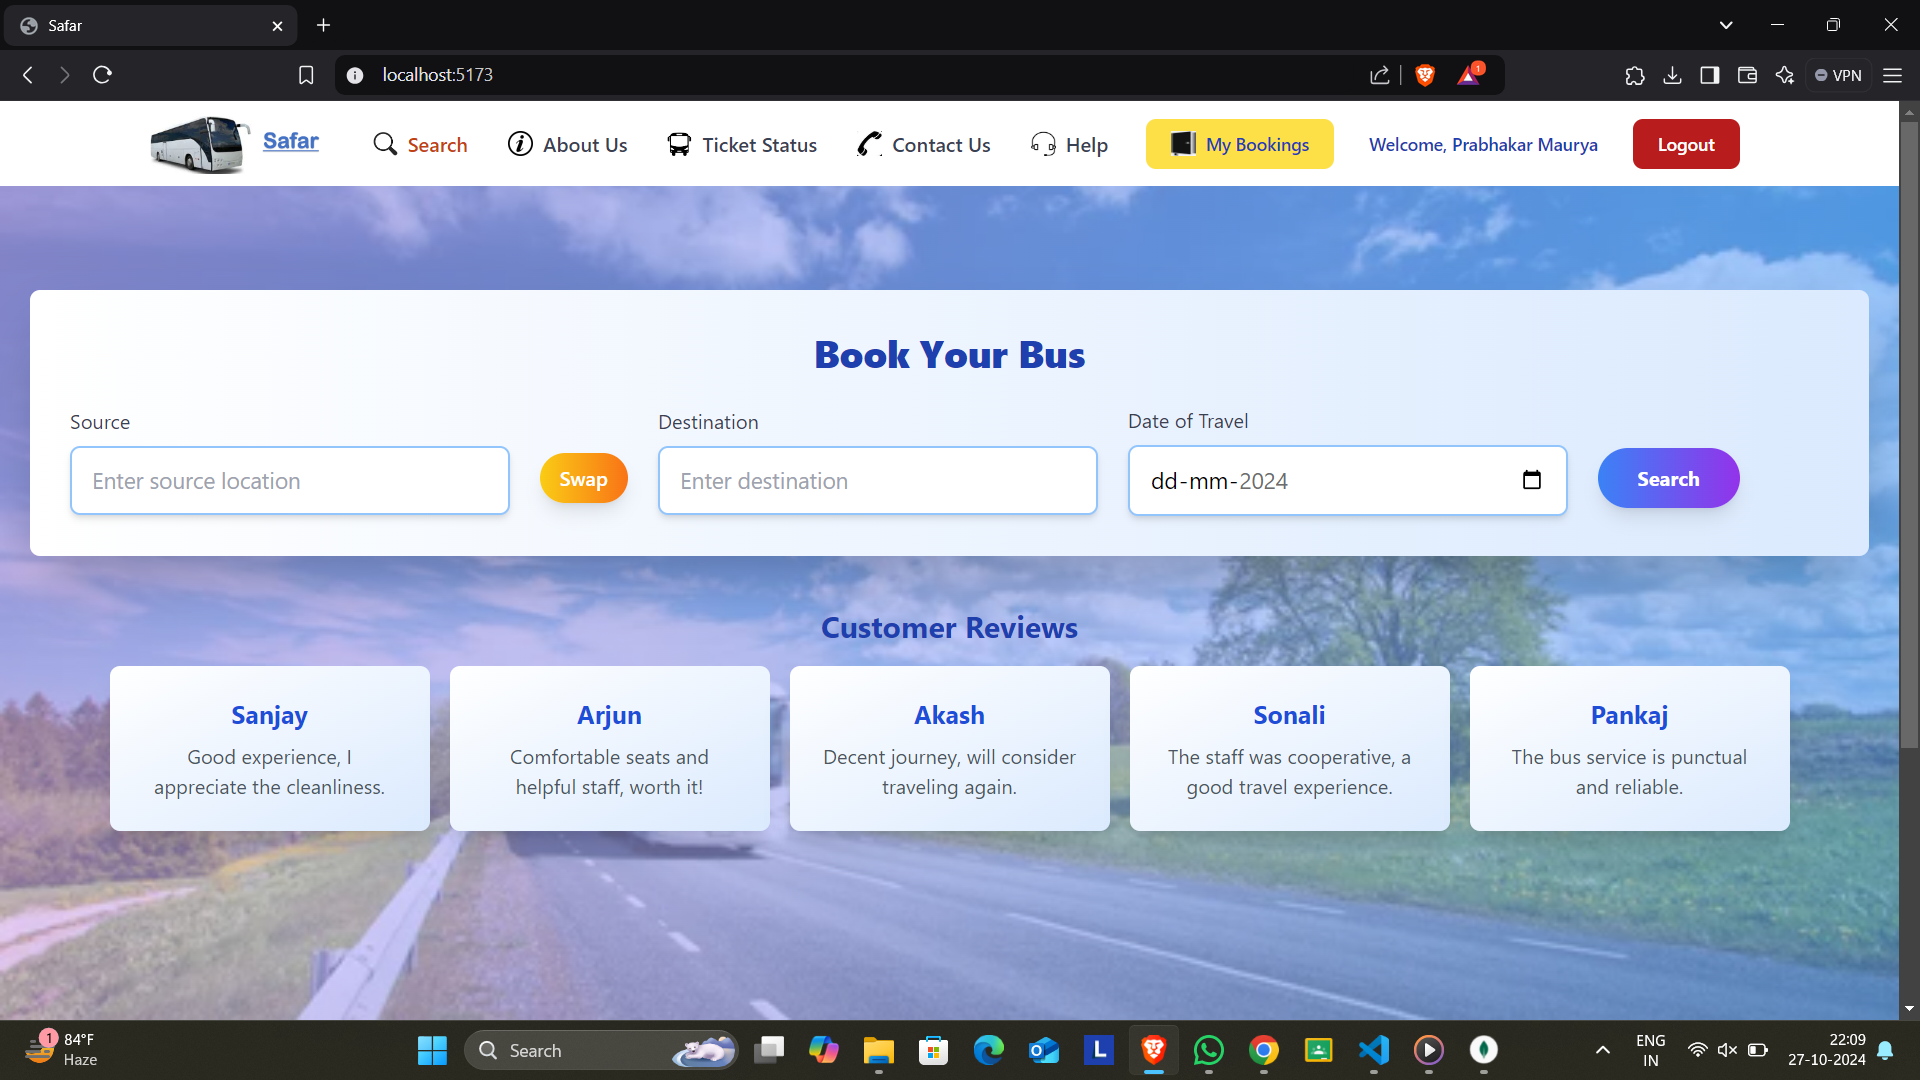 Safar
localhost:5173
1
VPN
Safar
Search
About Us
Ticket Status
Contact Us
Help
My Bookings
Welcome, Prabhakar Maurya
Logout
Book Your Bus
Source
Destination
Date of Travel
Enter source location
Swap
Enter destination
dd-mm-2024
Search
Customer Reviews
Sanjay
Good experience, I
appreciate the cleanliness.
Arjun
Comfortable seats and
helpful staff, worth it!
Akash
Decent journey, will consider
traveling again.
Sonali
The staff was cooperative, a
good travel experience.
Pankaj
The bus service is punctual
and reliable.
1
84°F
Haze
Search
L
ENG
IN
22:09
27-10-2024